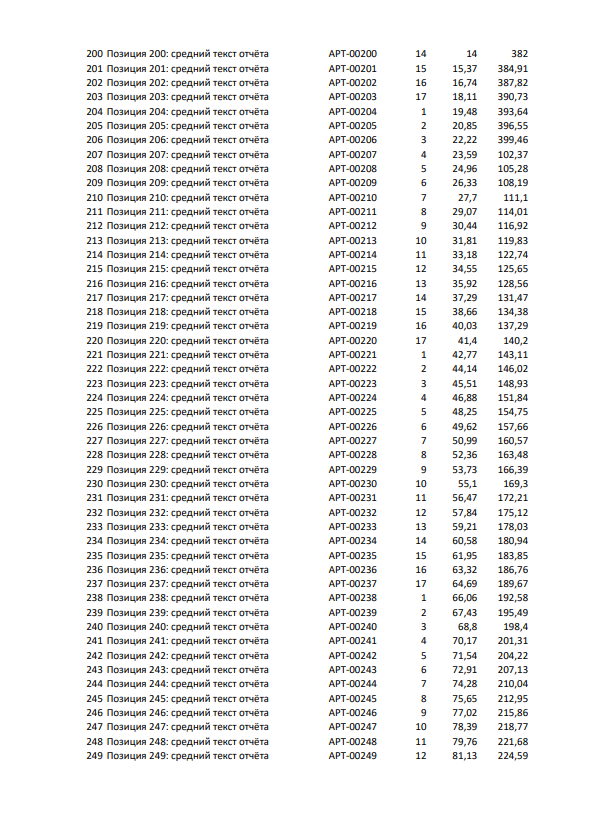 200 Позиция 200: средний текст отчёта АРТ-00200 14 14 382
201 Позиция 201: средний текст отчёта АРТ-00201 15 15,37 384,91
202 Позиция 202: средний текст отчёта АРТ-00202 16 16,74 387,82
203 Позиция 203: средний текст отчёта АРТ-00203 17 18,11 390,73
204 Позиция 204: средний текст отчёта АРТ-00204 1 19,48 393,64
205 Позиция 205: средний текст отчёта АРТ-00205 2 20,85 396,55
206 Позиция 206: средний текст отчёта АРТ-00206 3 22,22 399,46
207 Позиция 207: средний текст отчёта АРТ-00207 4 23,59 102,37
208 Позиция 208: средний текст отчёта АРТ-00208 5 24,96 105,28
209 Позиция 209: средний текст отчёта АРТ-00209 6 26,33 108,19
210 Позиция 210: средний текст отчёта АРТ-00210 7 27,7 111,1
211 Позиция 211: средний текст отчёта АРТ-00211 8 29,07 114,01
212 Позиция 212: средний текст отчёта АРТ-00212 9 30,44 116,92
213 Позиция 213: средний текст отчёта АРТ-00213 10 31,81 119,83
214 Позиция 214: средний текст отчёта АРТ-00214 11 33,18 122,74
215 Позиция 215: средний текст отчёта АРТ-00215 12 34,55 125,65
216 Позиция 216: средний текст отчёта АРТ-00216 13 35,92 128,56
217 Позиция 217: средний текст отчёта АРТ-00217 14 37,29 131,47
218 Позиция 218: средний текст отчёта АРТ-00218 15 38,66 134,38
219 Позиция 219: средний текст отчёта АРТ-00219 16 40,03 137,29
220 Позиция 220: средний текст отчёта АРТ-00220 17 41,4 140,2
221 Позиция 221: средний текст отчёта АРТ-00221 1 42,77 143,11
222 Позиция 222: средний текст отчёта АРТ-00222 2 44,14 146,02
223 Позиция 223: средний текст отчёта АРТ-00223 3 45,51 148,93
224 Позиция 224: средний текст отчёта АРТ-00224 4 46,88 151,84
225 Позиция 225: средний текст отчёта АРТ-00225 5 48,25 154,75
226 Позиция 226: средний текст отчёта АРТ-00226 6 49,62 157,66
227 Позиция 227: средний текст отчёта АРТ-00227 7 50,99 160,57
228 Позиция 228: средний текст отчёта АРТ-00228 8 52,36 163,48
229 Позиция 229: средний текст отчёта АРТ-00229 9 53,73 166,39
230 Позиция 230: средний текст отчёта АРТ-00230 10 55,1 169,3
231 Позиция 231: средний текст отчёта АРТ-00231 11 56,47 172,21
232 Позиция 232: средний текст отчёта АРТ-00232 12 57,84 175,12
233 Позиция 233: средний текст отчёта АРТ-00233 13 59,21 178,03
234 Позиция 234: средний текст отчёта АРТ-00234 14 60,58 180,94
235 Позиция 235: средний текст отчёта АРТ-00235 15 61,95 183,85
236 Позиция 236: средний текст отчёта АРТ-00236 16 63,32 186,76
237 Позиция 237: средний текст отчёта АРТ-00237 17 64,69 189,67
238 Позиция 238: средний текст отчёта АРТ-00238 1 66,06 192,58
239 Позиция 239: средний текст отчёта АРТ-00239 2 67,43 195,49
240 Позиция 240: средний текст отчёта АРТ-00240 3 68,8 198,4
241 Позиция 241: средний текст отчёта АРТ-00241 4 70,17 201,31
242 Позиция 242: средний текст отчёта АРТ-00242 5 71,54 204,22
243 Позиция 243: средний текст отчёта АРТ-00243 6 72,91 207,13
244 Позиция 244: средний текст отчёта АРТ-00244 7 74,28 210,04
245 Позиция 245: средний текст отчёта АРТ-00245 8 75,65 212,95
246 Позиция 246: средний текст отчёта АРТ-00246 9 77,02 215,86
247 Позиция 247: средний текст отчёта АРТ-00247 10 78,39 218,77
248 Позиция 248: средний текст отчёта АРТ-00248 11 79,76 221,68
249 Позиция 249: средний текст отчёта АРТ-00249 12 81,13 224,59